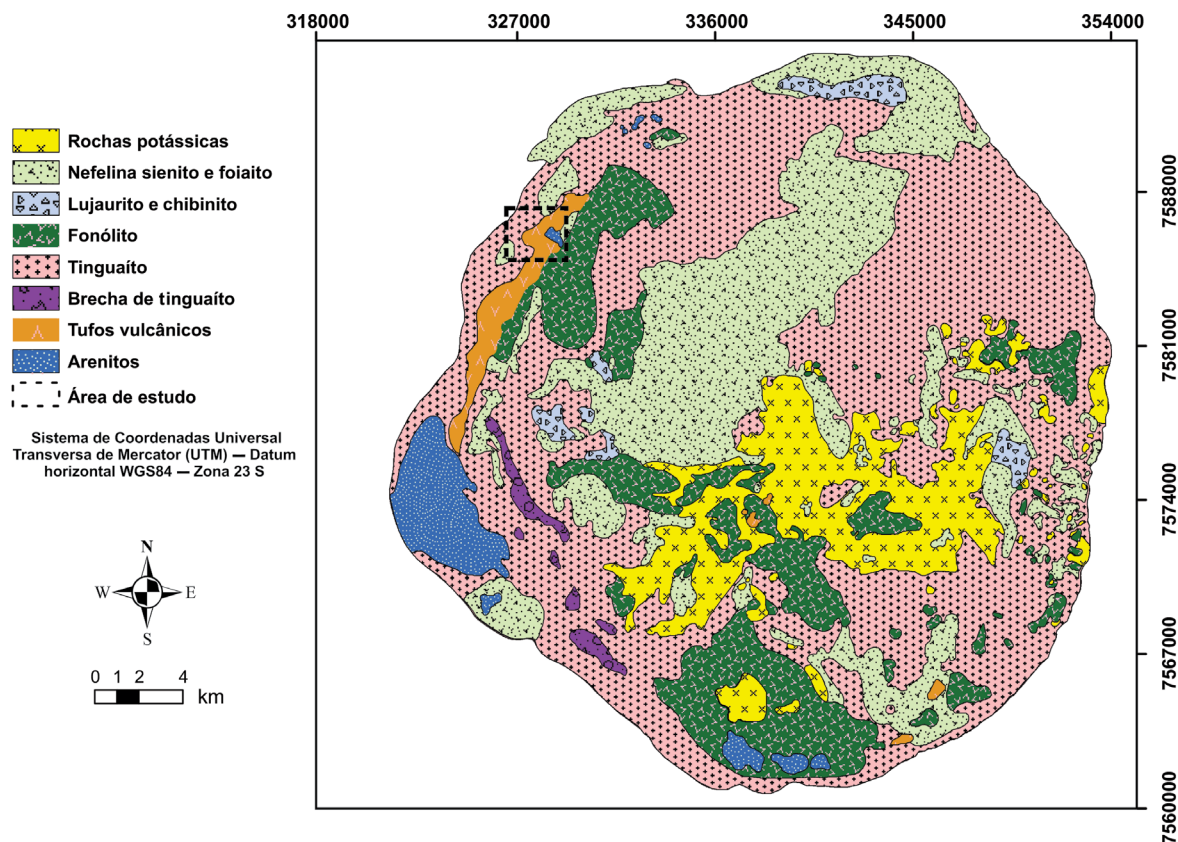 318000
327000
336000
345000
354000
Rochas potássicas
Nefelina sienito e foiaito
Lujaurito e chibinito
Fonólito
Tinguaíto
Brecha de tinguaíto
Tufos vulcânicos
Arenitos
Área de estudo
Sistema de Coordenadas Universal
Transversa de Mercator (UTM) — Datum
horizontal WGS84 — Zona 23 S
N
W
E
S
0 1 2 4
km
7588000
7581000
7574000
7567000
7560000